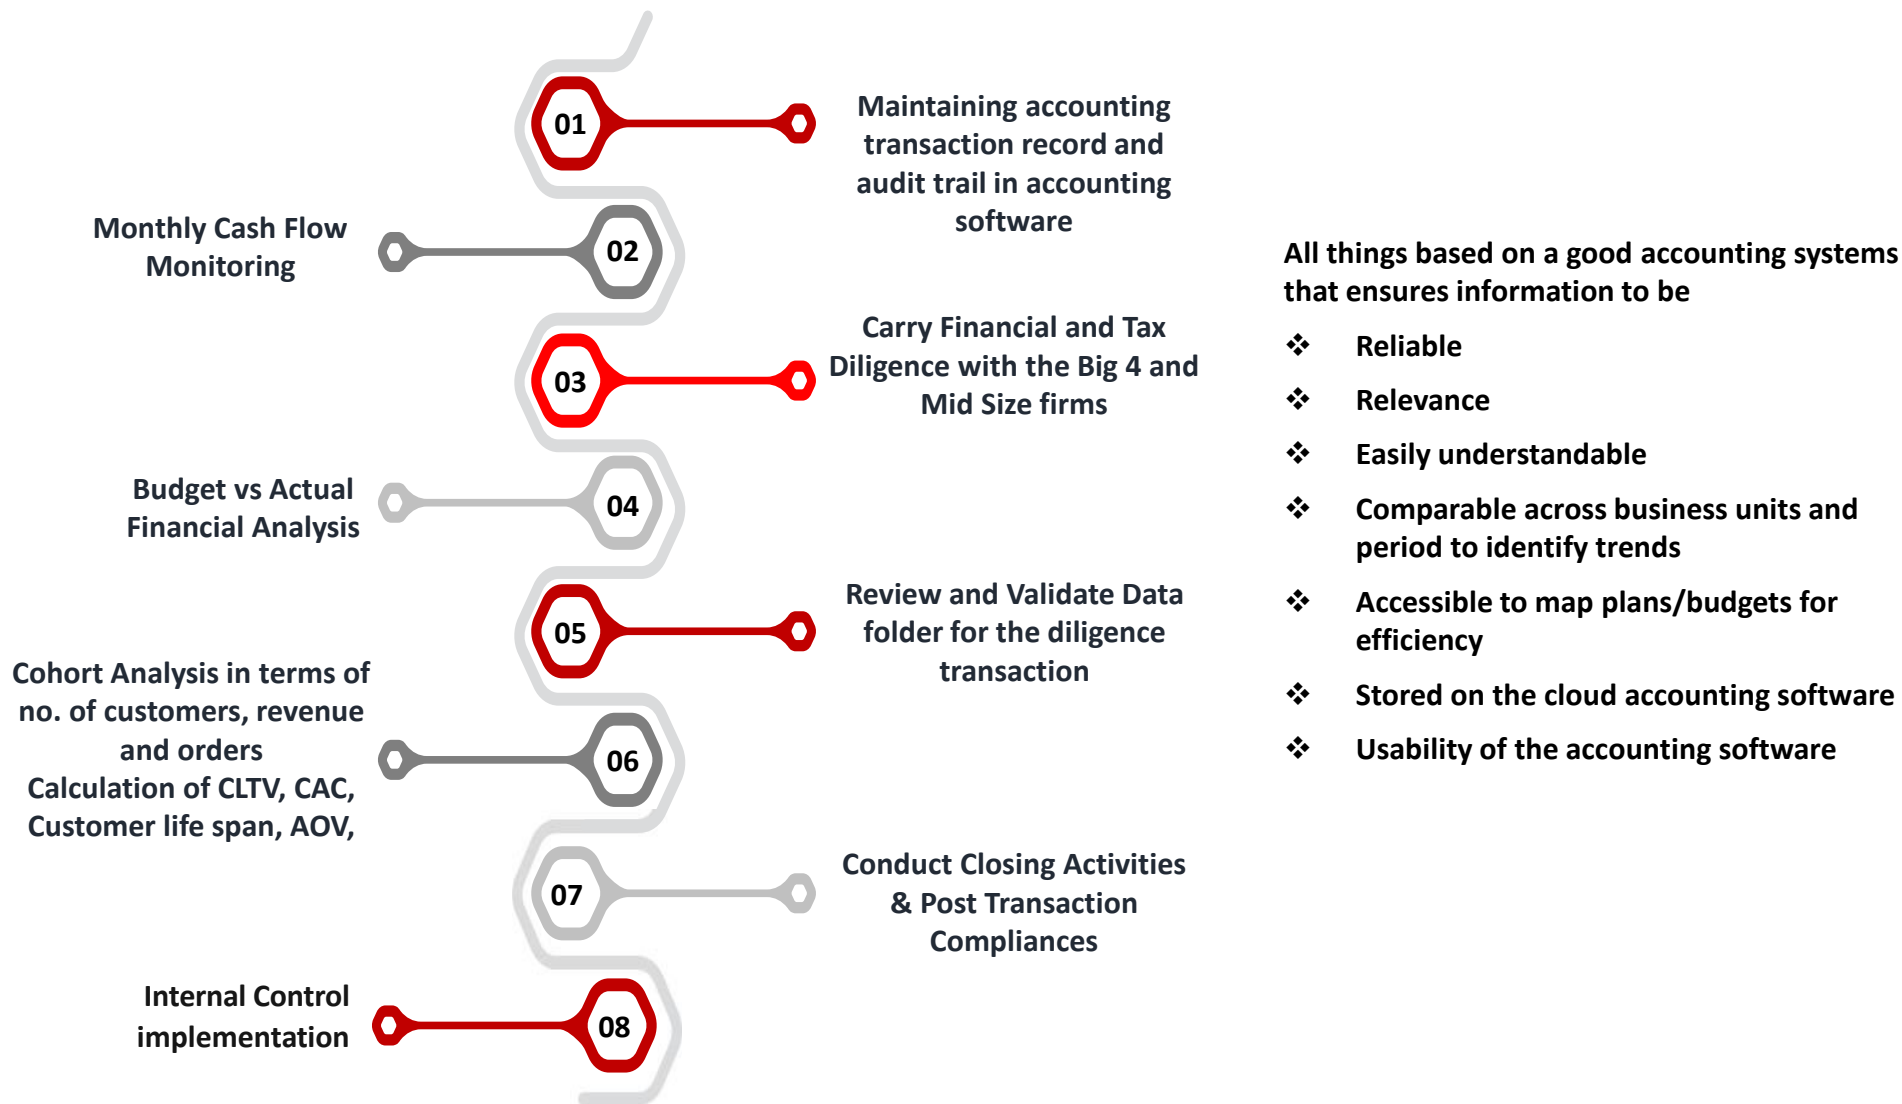 01
Maintaining accounting
transaction record and
audit trail in accounting
software
Monthly Cash Flow
Monitoring
02
03
Carry Financial and Tax
Diligence with the Big 4 and
Mid Size firms
Budget vs Actual
Financial Analysis
04
05
Review and Validate Data
folder for the diligence
transaction
Cohort Analysis in terms of
no. of customers, revenue
and orders
Calculation of CLTV, CAC,
Customer life span, AOV,
06
07
Conduct Closing Activities
& Post Transaction
Compliances
Internal Control
implementation
08
All things based on a good accounting systems
that ensures information to be
❖ Reliable
❖ Relevance
❖ Easily understandable
❖ Comparable across business units and
period to identify trends
❖ Accessible to map plans/budgets for
efficiency
❖ Stored on the cloud accounting software
❖ Usability of the accounting software